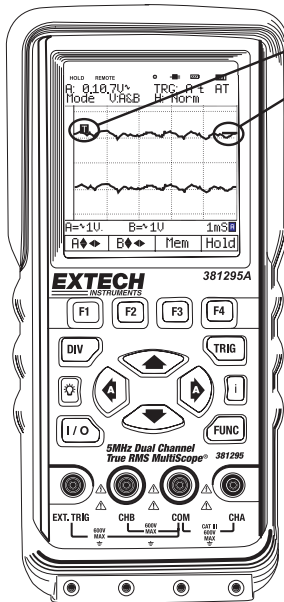 HOLD REMOTE
A: 0.10.7V~ TRG: A t AT
Mode V:A&B H: Norm
T
A=~1V. B=~1V 1mS A
A B Mem Hold
EXTECH 381295A
INSTRUMENTS
F1 F2 F3 F4
DIV TRIG
A A i
I / O FUNC
5MHz Dual Channel
True RMS MultiScope® 381295
EXT. TRIG CHB COM CHA
600V MAX 600V MAX CAT II 600V MAX